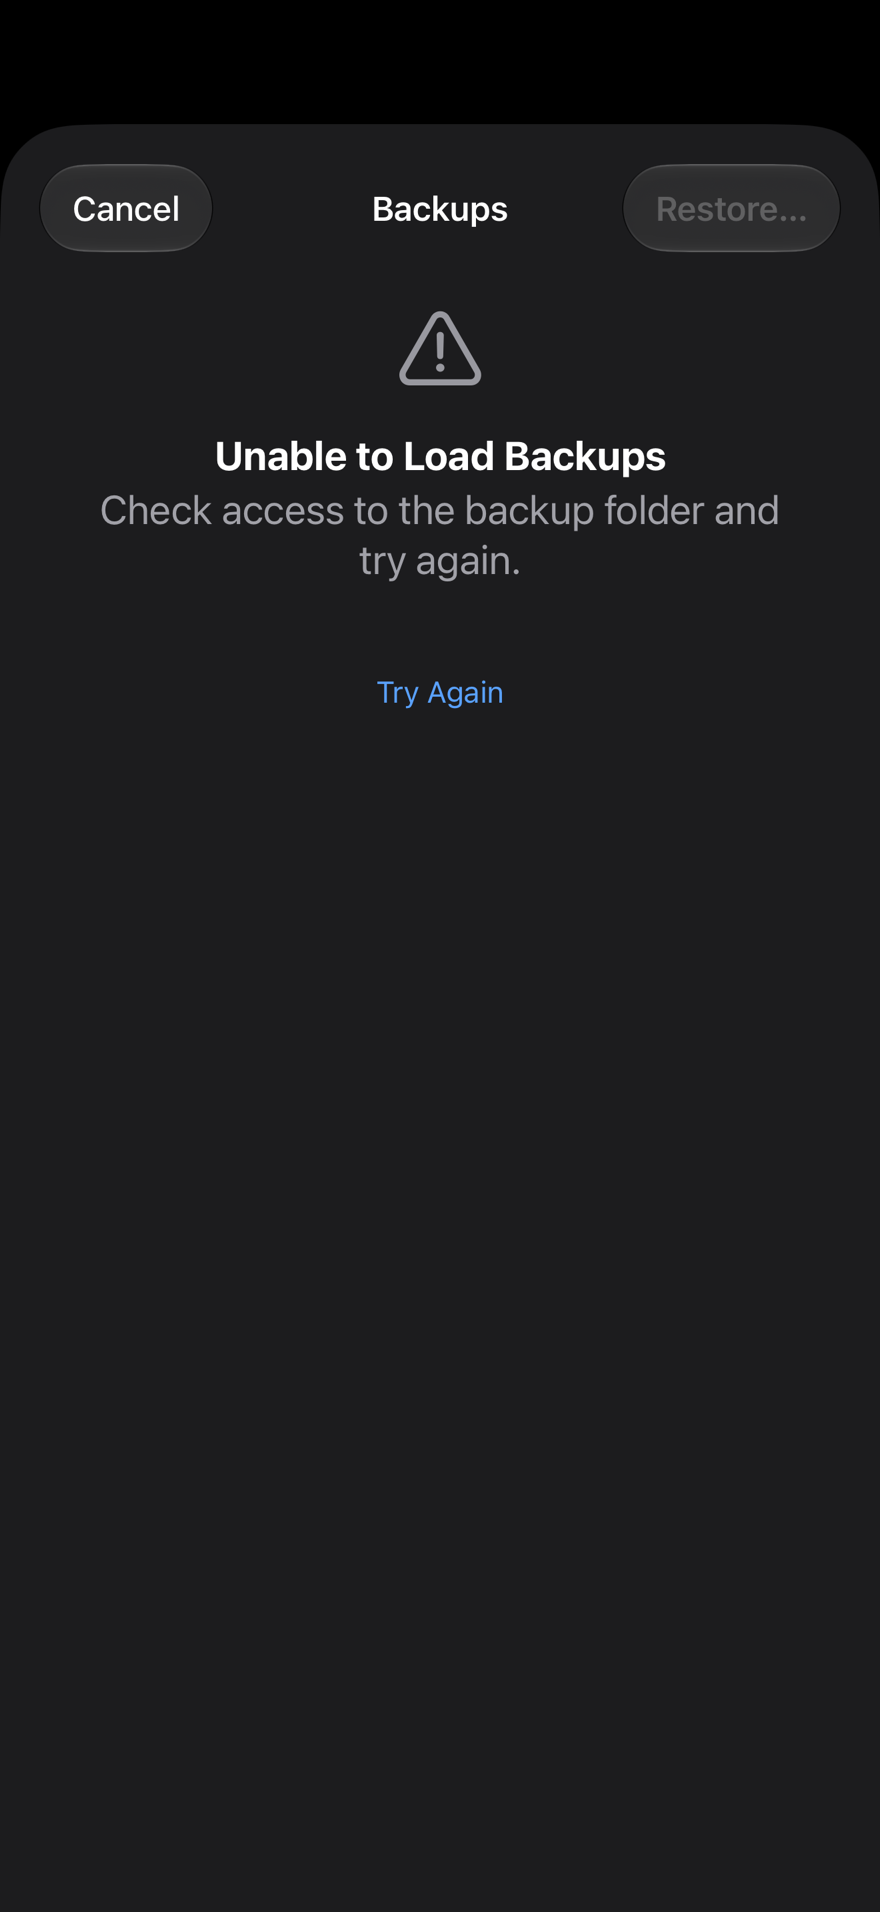 Cancel
Backups
Restore...
Unable to Load Backups
Check access to the backup folder and
try again.
Try Again